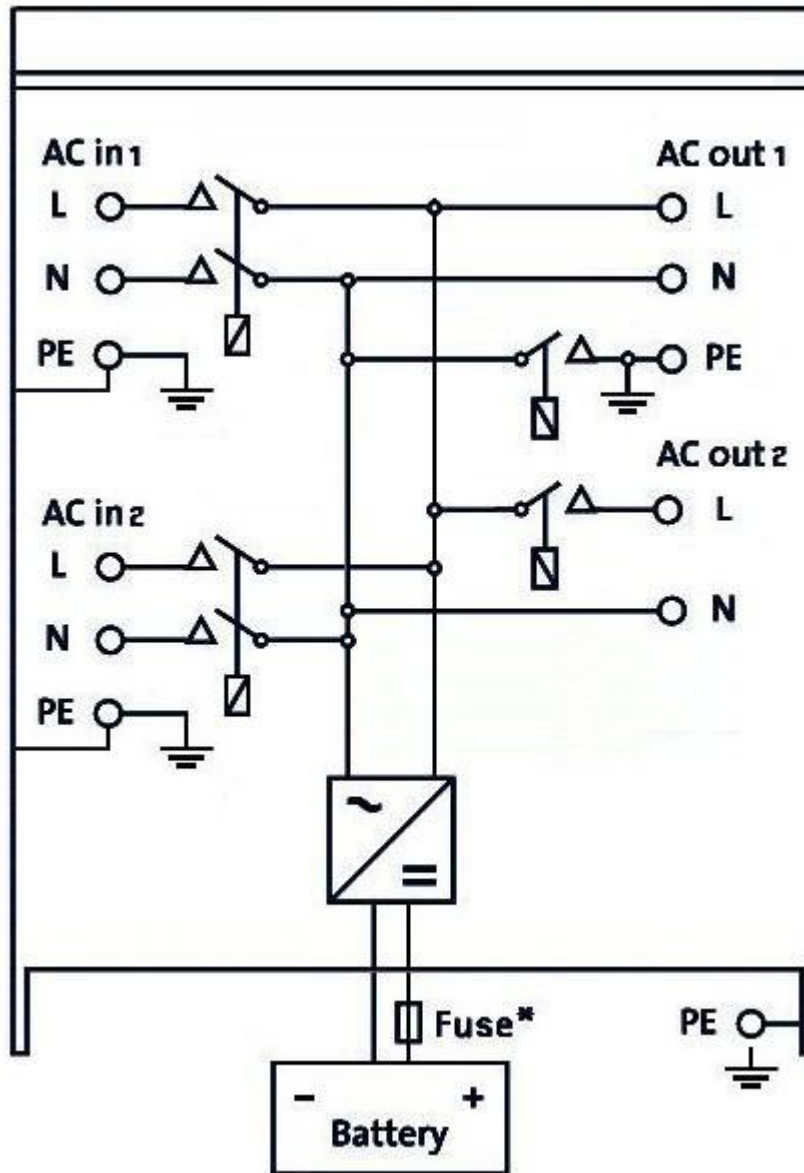 AC in 1
L
N
PE
AC out 1
L
N
PE
AC in 2
L
N
PE
AC out 2
L
N
~
=
Fuse*
PE
- +
Battery